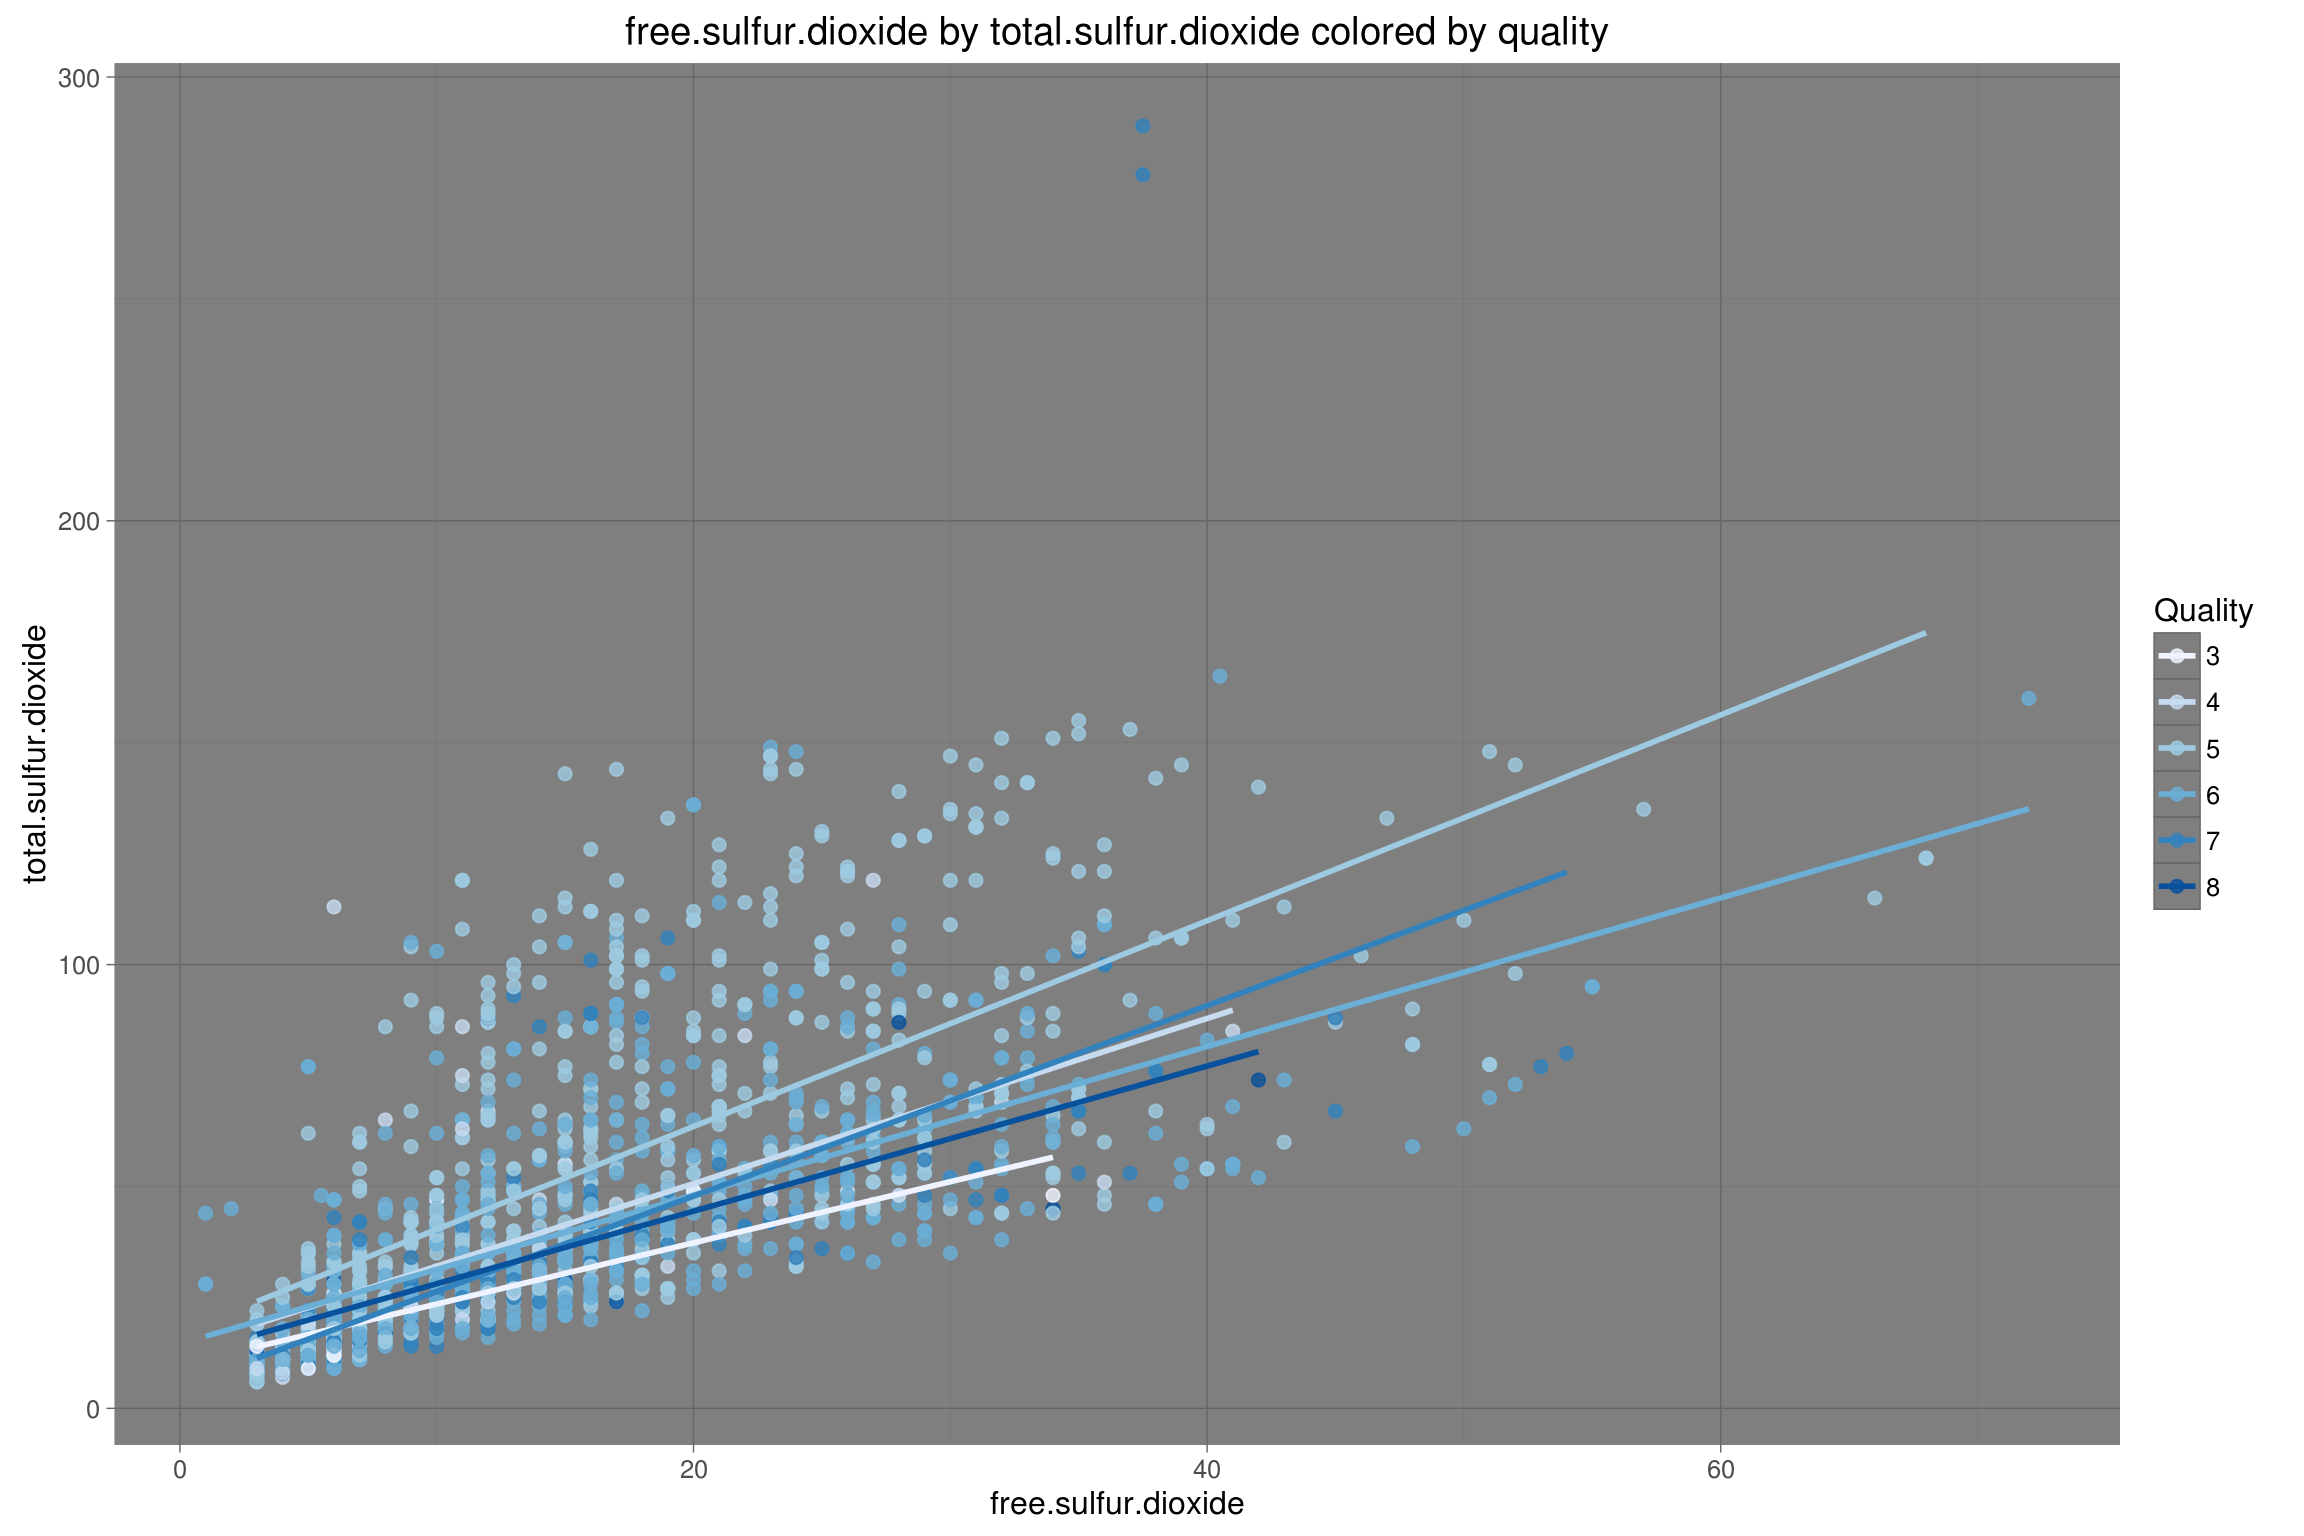 free.sulfur.dioxide by total.sulfur.dioxide colored by quality
300
200
100
0
total.sulfur.dioxide
0 20 40 60
free.sulfur.dioxide
Quality
3
4
5
6
7
8